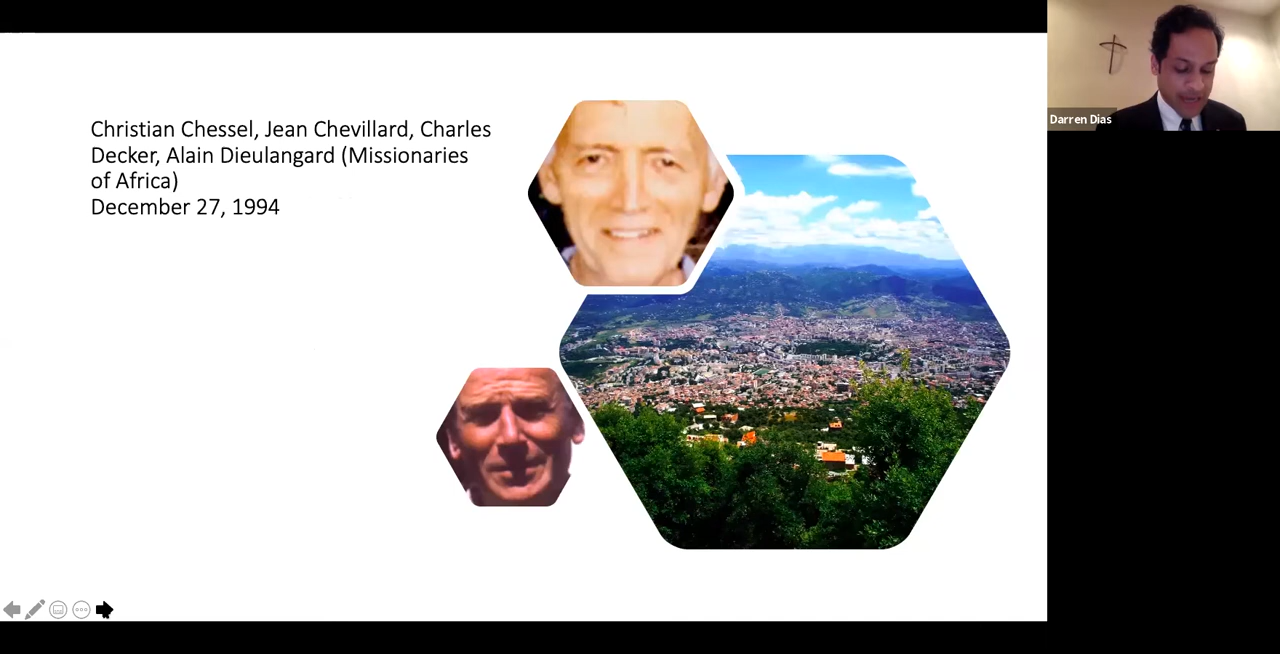 Christian Chessel, Jean Chevillard, Charles
Decker, Alain Dieulangard (Missionaries
of Africa)
December 27, 1994
Darren Dias